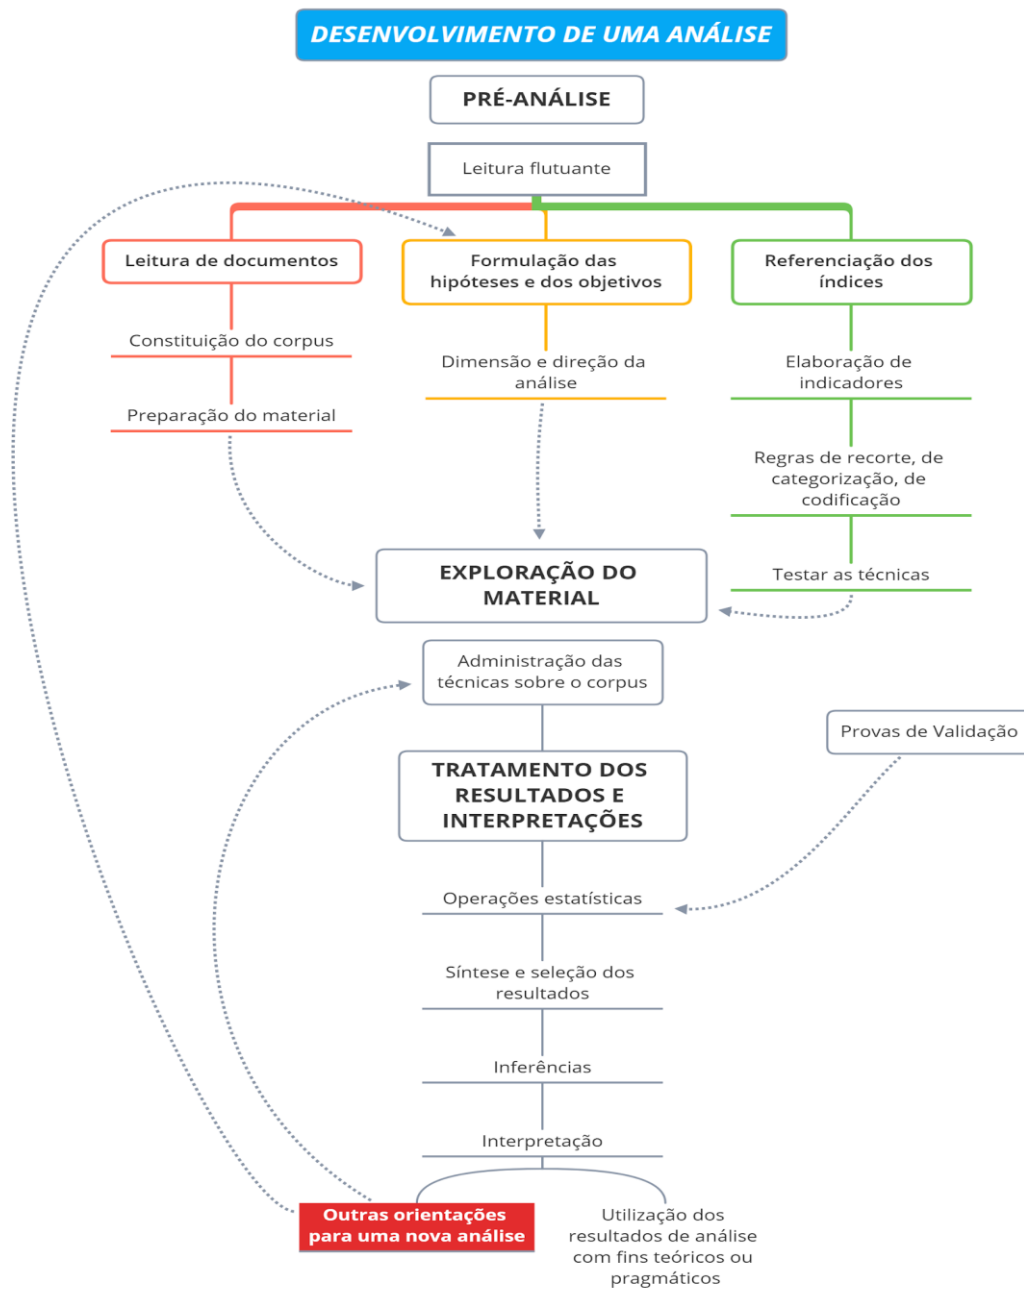 DESENVOLVIMENTO DE UMA ANÁLISE
PRÉ-ANÁLISE
Leitura flutuante
Leitura de documentos
Constituição do corpus
Preparação do material
Formulação das
hipóteses e dos objetivos
Dimensão e direção da
análise
Referenciação dos
índices
Elaboração de
indicadores
Regras de recorte, de
categorização, de
codificação
Testar as técnicas
EXPLORAÇÃO DO
MATERIAL
Administração das
técnicas sobre o corpus
Provas de Validação
TRATAMENTO DOS
RESULTADOS E
INTERPRETAÇÕES
Operações estatísticas
Síntese e seleção dos
resultados
Inferências
Interpretação
Outras orientações
para uma nova análise
Utilização dos
resultados de análise
com fins teóricos ou
pragmáticos